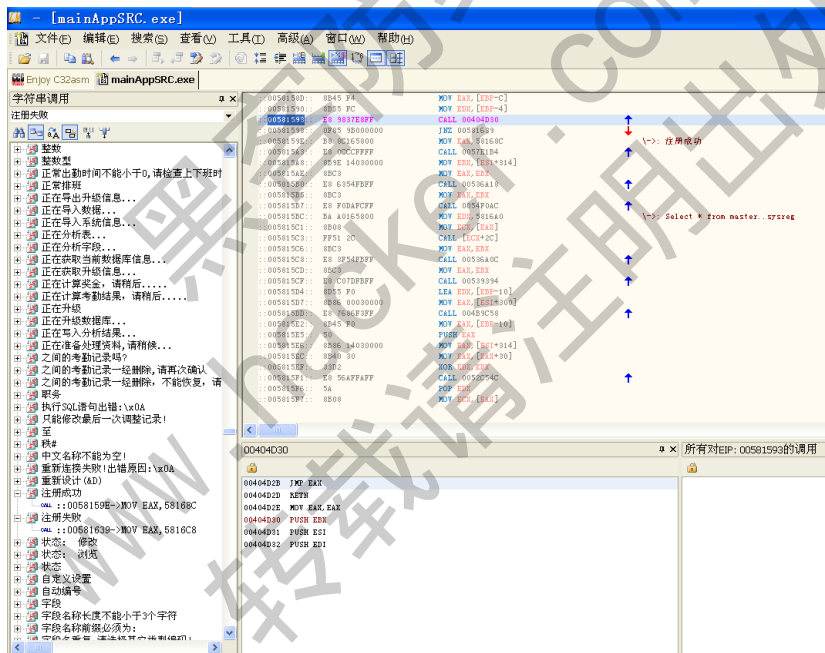 - [mainAppSRC.exe]
文件(F) 编辑(E) 搜索(S) 查看(V) 工具(T) 高级(A) 窗口(W) 帮助(H)
Enjoy C32asm mainAppSRC.exe
字符串调用
注册失败
整数
整数型
正常出勤时间不能小于0,请检查上下班时
正常排班
正在导出升级信息...
正在导入数据...
正在导入系统信息...
正在分析表...
正在分析字段...
正在获取当前数据库信息...
正在获取升级信息...
正在计算奖金，请稍后.....
正在计算考勤结果，请稍后.....
正在升级
正在升级数据库...
正在写入分析结果...
正在准备处理资料,请稍候...
之间的考勤记录吗?
之间的考勤记录一经删除,请再次确认
之间的考勤记录一经删除，不能恢复，请
职务
执行SQL语句出错:\x0A
只能修改最后一次调整记录!
至
秩#
中文名称不能为空!
重新连接失败!出错原因:\x0A
重新设计(&D)
注册成功
::0058159E->MOV EAX,58168C
注册失败
::00581639->MOV EAX,5816C8
状态: 修改
状态: 浏览
状态
自定义设置
自动编号
字段
字段名称长度不能小于3个字符
字段名称前缀必须为:
::0058158D:: 8B45 F4 MOV EAX,[EBP-C]
::00581590:: 8B55 FC MOV EDX,[EBP-4]
::00581593:: E8 9837E8FF CALL 00404D30
::00581598:: 0F85 9B000000 JNZ 00581639
::0058159E:: B8 8C165800 MOV EAX,58168C \->: 注册成功
::005815A3:: E8 0CCCFFFF CALL 0057E1B4
::005815A8:: 8B9E 14030000 MOV EBX,[ESI+314]
::005815AE:: 8BC3 MOV EAX,EBX
::005815B0:: E8 6354FBFF CALL 00536A18
::005815B5:: 8BC3 MOV EAX,EBX
::005815B7:: E8 F0DAFCFF CALL 0054F0AC
::005815BC:: BA A0165800 MOV EDX,5816A0 \->: Select * from master..sysreg
::005815C1:: 8B08 MOV ECX,[EAX]
::005815C3:: FF51 2C CALL [ECX+2C]
::005815C6:: 8BC3 MOV EAX,EBX
::005815C8:: E8 3F54FBFF CALL 00536A0C
::005815CD:: 8BC3 MOV EAX,EBX
::005815CF:: E8 C07DFBFF CALL 00539394
::005815D4:: 8D55 F0 LEA EDX,[EBP-10]
::005815D7:: 8B86 00030000 MOV EAX,[ESI+300]
::005815DD:: E8 7686F3FF CALL 004B9C58
::005815E2:: 8B45 F0 MOV EAX,[EBP-10]
::005815E5:: 50 PUSH EAX
::005815E6:: 8B86 14030000 MOV EAX,[ESI+314]
::005815EC:: 8B40 30 MOV EAX,[EAX+30]
::005815EF:: 33D2 XOR EDX,EDX
::005815F1:: E8 56AFFAFF CALL 0052C54C
::005815F6:: 5A POP EDX
::005815F7:: 8B08 MOV ECX,[EAX]
00404D30
00404D2B JMP EAX
00404D2D RETN
00404D2E MOV EAX,EAX
00404D30 PUSH EBX
00404D31 PUSH ESI
00404D32 PUSH EDI
所有对EIP:00581593的调用